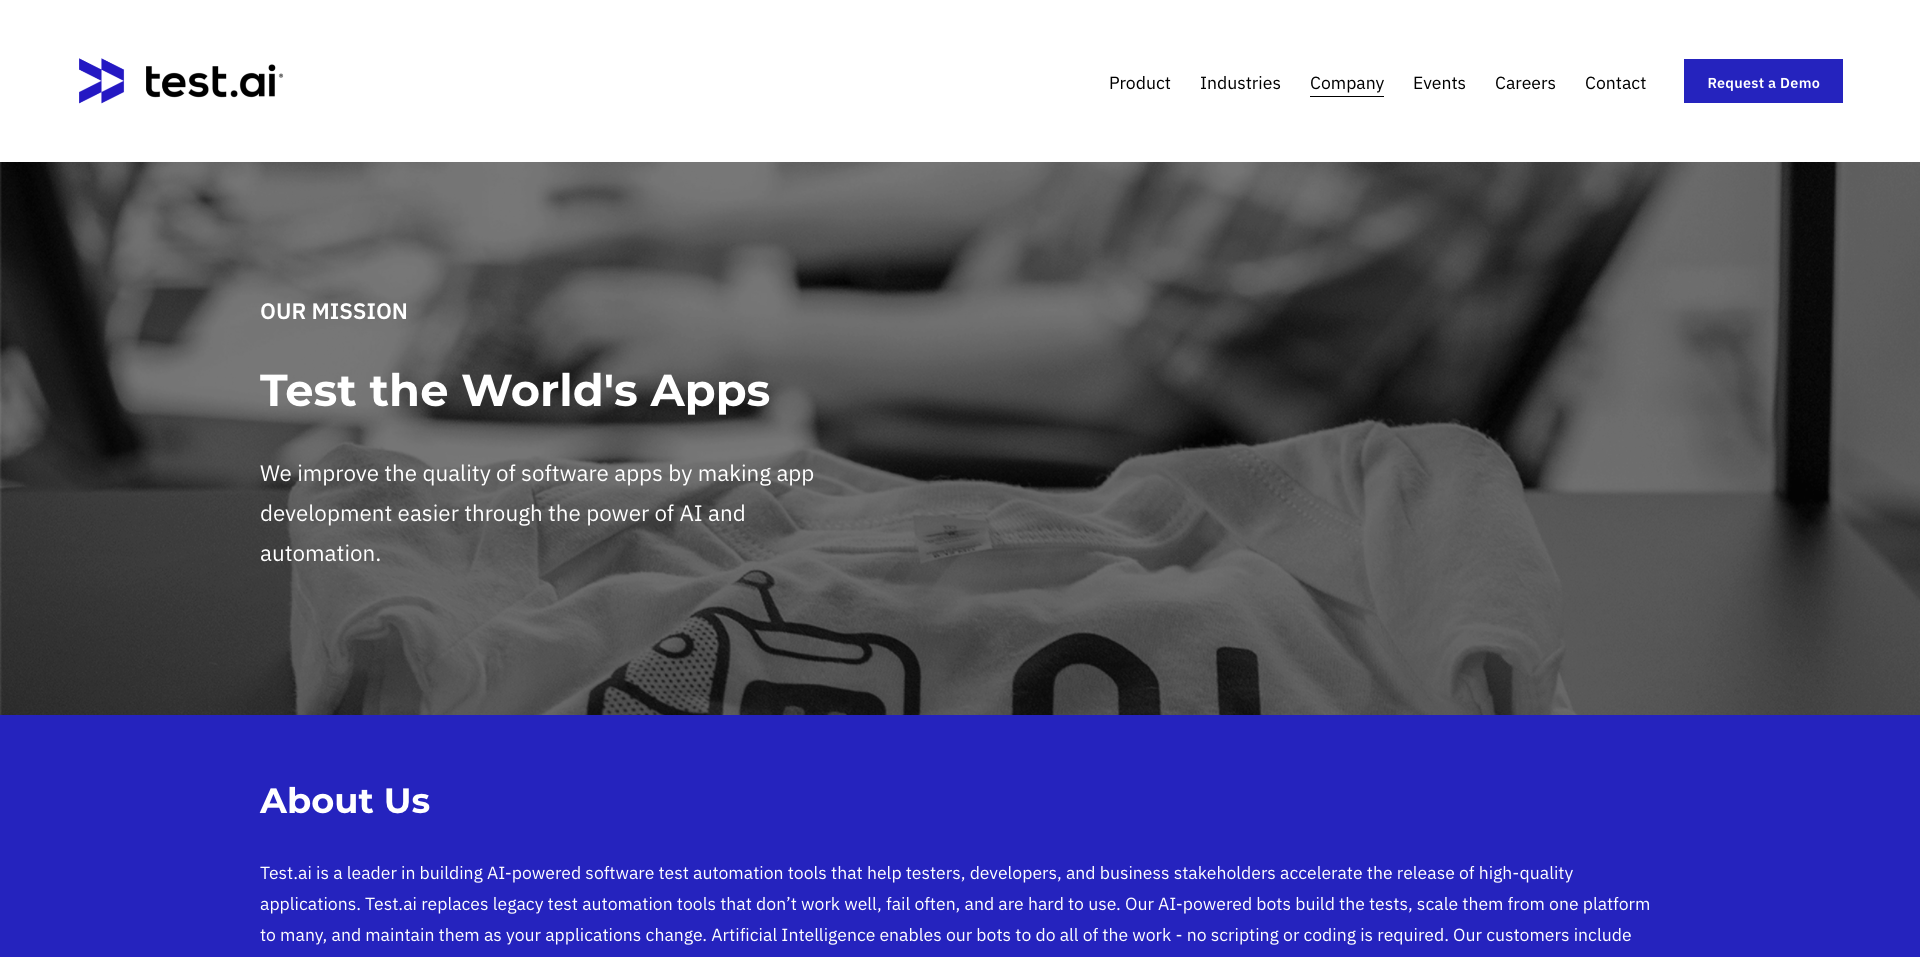 test.ai
Product Industries Company Events Careers Contact Request a Demo
OUR MISSION
Test the World's Apps
We improve the quality of software apps by making app
development easier through the power of AI and
automation.
AI
About Us
Test.ai is a leader in building AI-powered software test automation tools that help testers, developers, and business stakeholders accelerate the release of high-quality
applications. Test.ai replaces legacy test automation tools that don’t work well, fail often, and are hard to use. Our AI-powered bots build the tests, scale them from one platform
to many, and maintain them as your applications change. Artificial Intelligence enables our bots to do all of the work - no scripting or coding is required. Our customers include